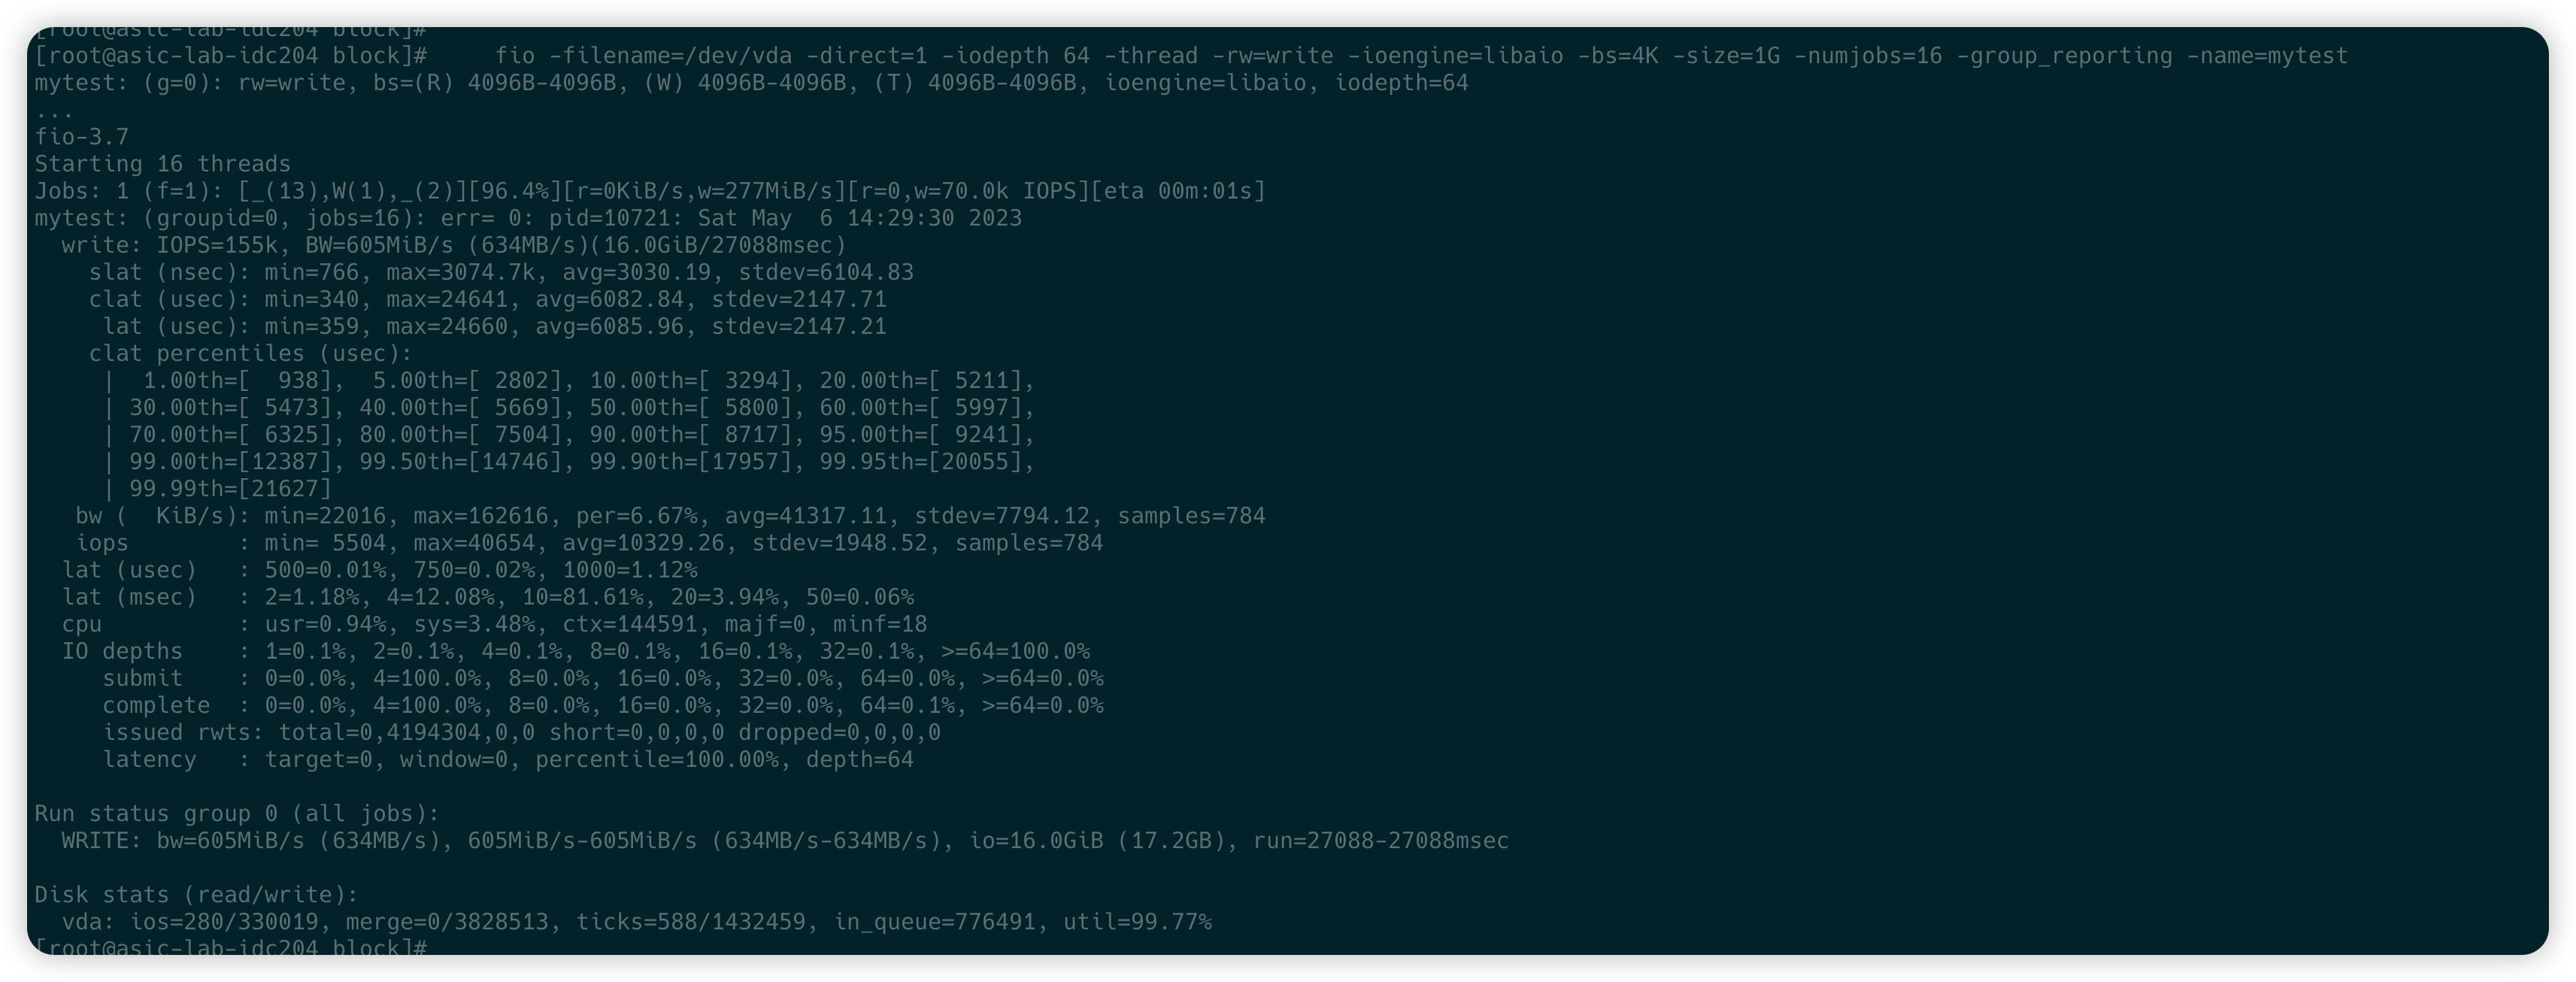 [root@asic-lab-idc204 block]#
[root@asic-lab-idc204 block]#     fio -filename=/dev/vda -direct=1 -iodepth 64 -thread -rw=write -ioengine=libaio -bs=4K -size=1G -numjobs=16 -group_reporting -name=mytest
mytest: (g=0): rw=write, bs=(R) 4096B-4096B, (W) 4096B-4096B, (T) 4096B-4096B, ioengine=libaio, iodepth=64
...
fio-3.7
Starting 16 threads
Jobs: 1 (f=1): [_(13),W(1),_(2)][96.4%][r=0KiB/s,w=277MiB/s][r=0,w=70.0k IOPS][eta 00m:01s]
mytest: (groupid=0, jobs=16): err= 0: pid=10721: Sat May  6 14:29:30 2023
  write: IOPS=155k, BW=605MiB/s (634MB/s)(16.0GiB/27088msec)
    slat (nsec): min=766, max=3074.7k, avg=3030.19, stdev=6104.83
    clat (usec): min=340, max=24641, avg=6082.84, stdev=2147.71
     lat (usec): min=359, max=24660, avg=6085.96, stdev=2147.21
    clat percentiles (usec):
     |  1.00th=[  938],  5.00th=[ 2802], 10.00th=[ 3294], 20.00th=[ 5211],
     | 30.00th=[ 5473], 40.00th=[ 5669], 50.00th=[ 5800], 60.00th=[ 5997],
     | 70.00th=[ 6325], 80.00th=[ 7504], 90.00th=[ 8717], 95.00th=[ 9241],
     | 99.00th=[12387], 99.50th=[14746], 99.90th=[17957], 99.95th=[20055],
     | 99.99th=[21627]
   bw (  KiB/s): min=22016, max=162616, per=6.67%, avg=41317.11, stdev=7794.12, samples=784
   iops        : min= 5504, max=40654, avg=10329.26, stdev=1948.52, samples=784
  lat (usec)   : 500=0.01%, 750=0.02%, 1000=1.12%
  lat (msec)   : 2=1.18%, 4=12.08%, 10=81.61%, 20=3.94%, 50=0.06%
  cpu          : usr=0.94%, sys=3.48%, ctx=144591, majf=0, minf=18
  IO depths    : 1=0.1%, 2=0.1%, 4=0.1%, 8=0.1%, 16=0.1%, 32=0.1%, >=64=100.0%
     submit    : 0=0.0%, 4=100.0%, 8=0.0%, 16=0.0%, 32=0.0%, 64=0.0%, >=64=0.0%
     complete  : 0=0.0%, 4=100.0%, 8=0.0%, 16=0.0%, 32=0.0%, 64=0.1%, >=64=0.0%
     issued rwts: total=0,4194304,0,0 short=0,0,0,0 dropped=0,0,0,0
     latency   : target=0, window=0, percentile=100.00%, depth=64

Run status group 0 (all jobs):
  WRITE: bw=605MiB/s (634MB/s), 605MiB/s-605MiB/s (634MB/s-634MB/s), io=16.0GiB (17.2GB), run=27088-27088msec

Disk stats (read/write):
  vda: ios=280/330019, merge=0/3828513, ticks=588/1432459, in_queue=776491, util=99.77%
[root@asic-lab-idc204 block]#